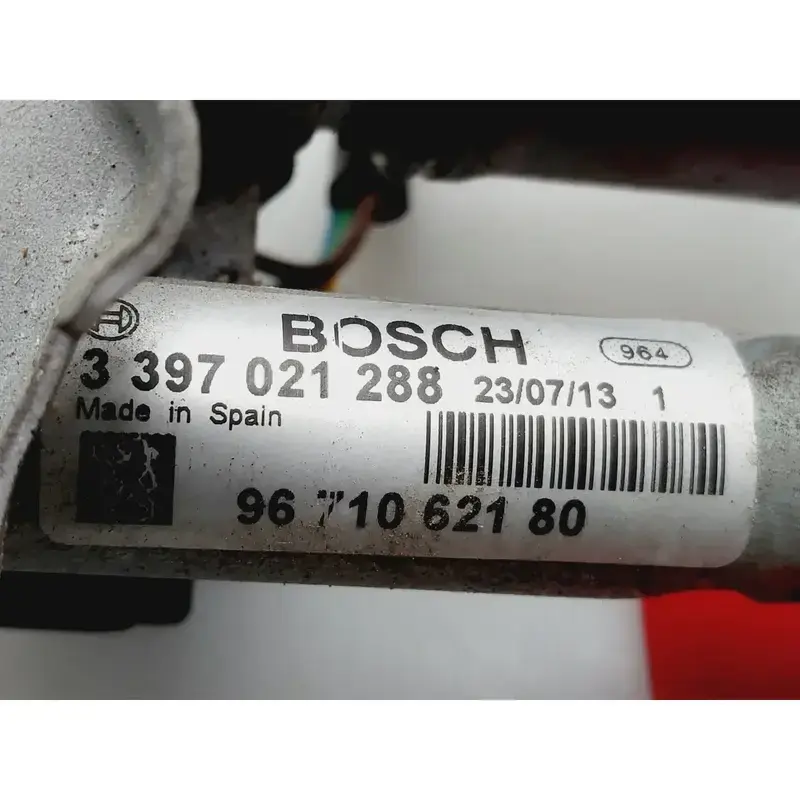 BOSCH 964
3 397 021 288 23/07/13 1
Made in Spain
96 710 621 80